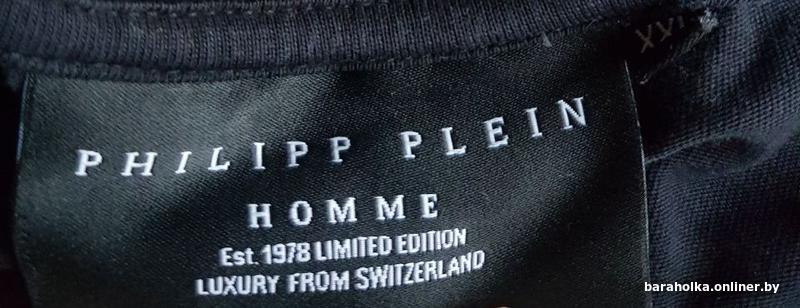 PHILIPP PLEIN
HOMME
Est. 1978 LIMITED EDITION
LUXURY FROM SWITZERLAND
baraholka.onliner.by